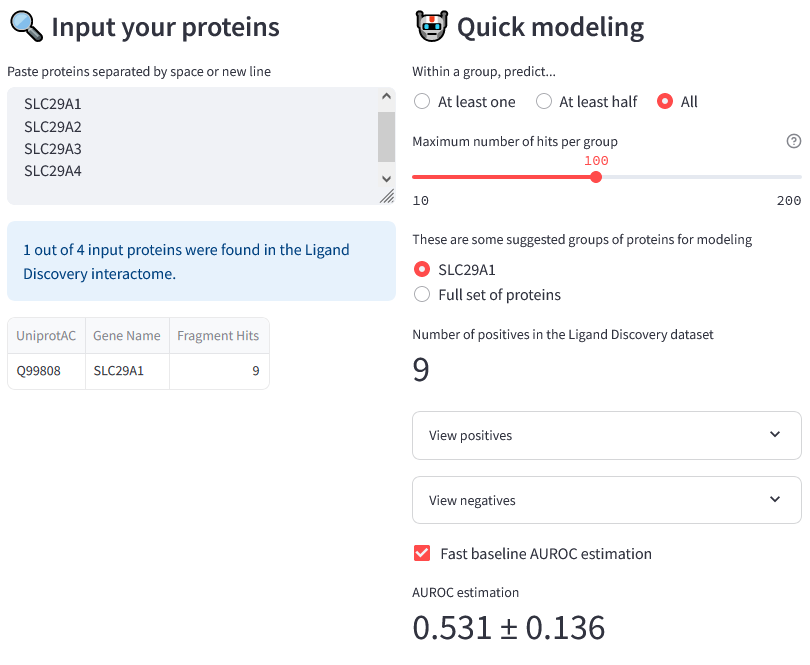 Input your proteins
Paste proteins separated by space or new line
SLC29A1
SLC29A2
SLC29A3
SLC29A4
1 out of 4 input proteins were found in the Ligand
Discovery interactome.
UniprotAC Gene Name Fragment Hits
Q99808 SLC29A1 9
Quick modeling
Within a group, predict...
At least one At least half All
Maximum number of hits per group
100
10 200
These are some suggested groups of proteins for modeling
SLC29A1
Full set of proteins
Number of positives in the Ligand Discovery dataset
9
View positives
View negatives
Fast baseline AUROC estimation
AUROC estimation
0.531 ± 0.136